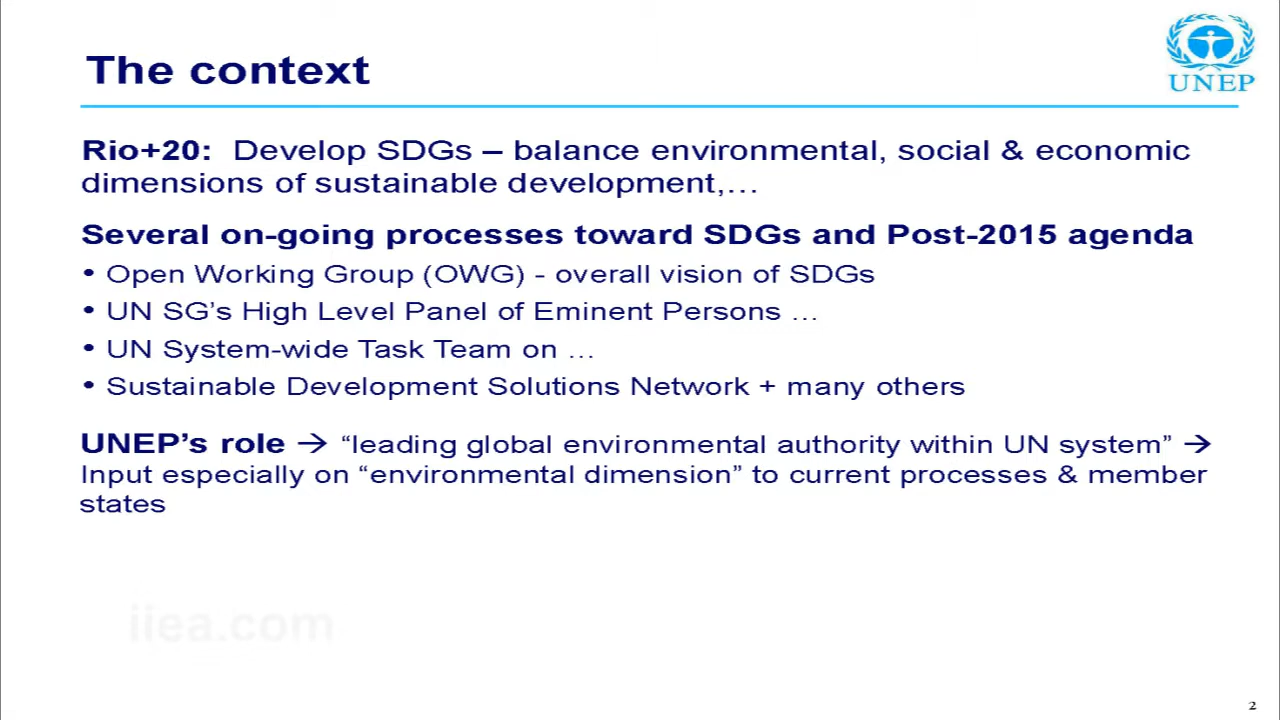 The context
UNEP
Rio+20: Develop SDGs – balance environmental, social & economic
dimensions of sustainable development,…
Several on-going processes toward SDGs and Post-2015 agenda
• Open Working Group (OWG) - overall vision of SDGs
• UN SG’s High Level Panel of Eminent Persons …
• UN System-wide Task Team on …
• Sustainable Development Solutions Network + many others
UNEP’s role → “leading global environmental authority within UN system” →
Input especially on “environmental dimension” to current processes & member
states
iiea.com
2